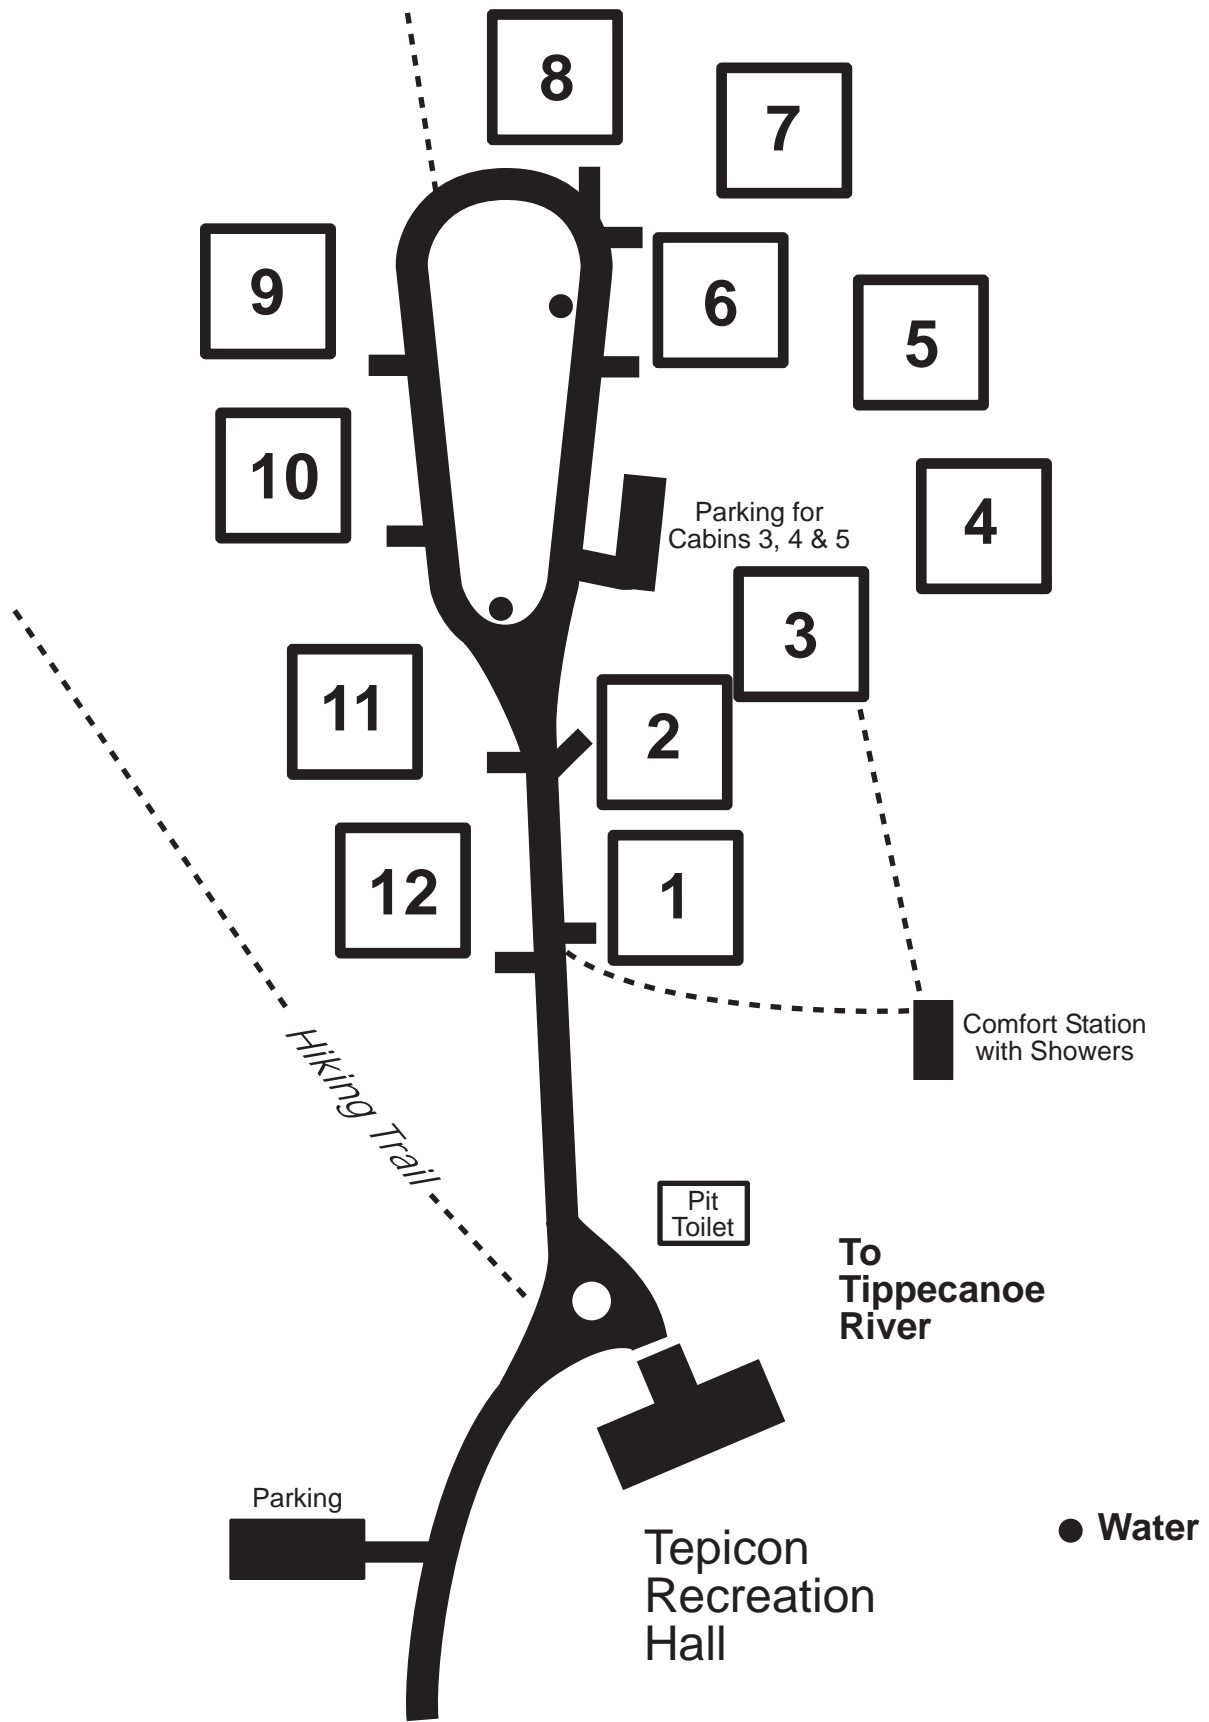 8
7
9
6
5
10
4
Parking for
Cabins 3, 4 & 5
3
11
2
12
1
Comfort Station
with Showers
Hiking Trail
Pit
Toilet
To
Tippecanoe
River
Parking
Water
Tepicon
Recreation
Hall